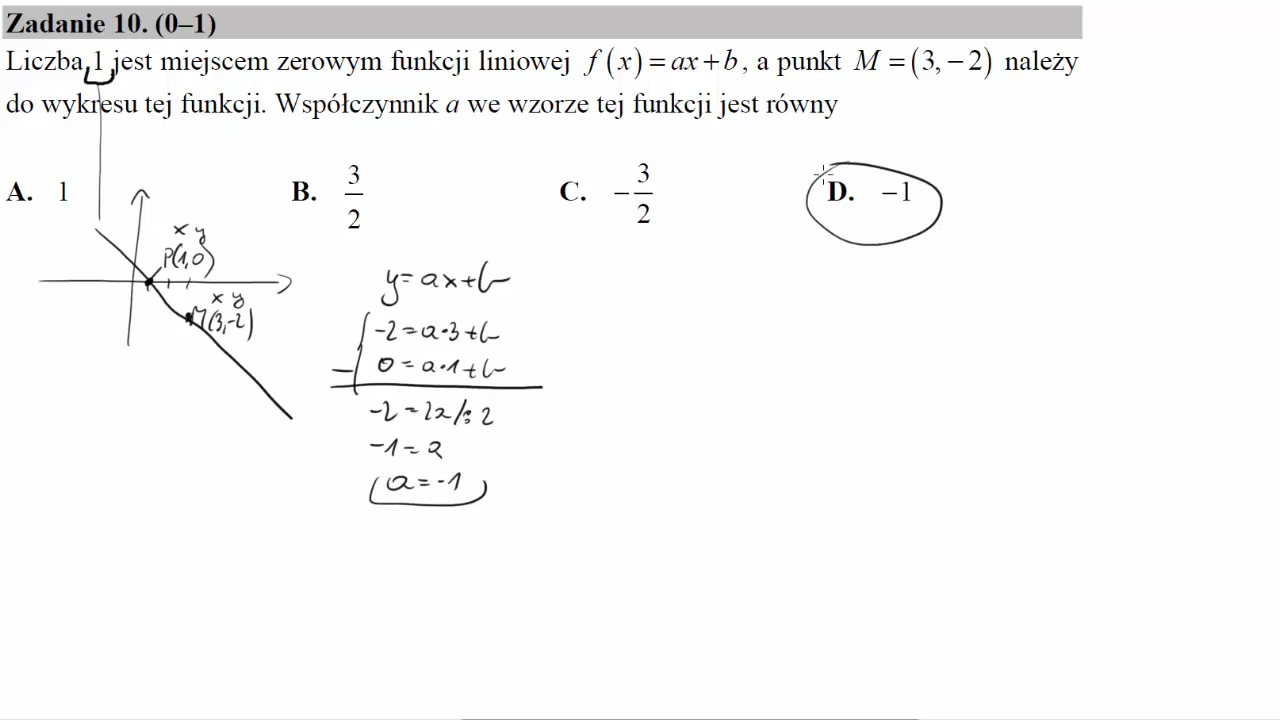 Zadanie 10. (0–1)
Liczba 1 jest miejscem zerowym funkcji liniowej f(x) = ax + b, a punkt M = (3, −2) należy
do wykresu tej funkcji. Współczynnik a we wzorze tej funkcji jest równy
A. 1 B. 3/2 C. −3/2 D. −1
x y
P(1,0)
x y
M(3,-2)
y = ax + b
-2 = a·3 + b
0 = a·1 + b
-2 = 2a /: 2
-1 = a
a = -1